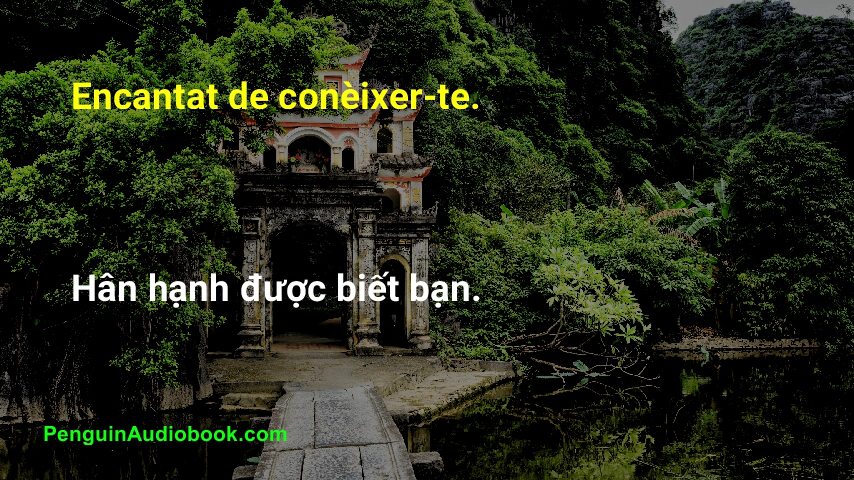 Encantat de conèixer-te.
Hân hạnh được biết bạn.
PenguinAudiobook.com